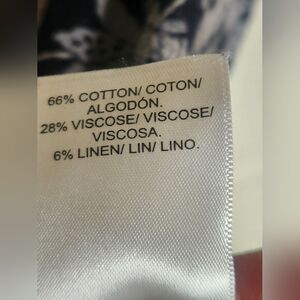 66% COTTON/ COTON/
ALGODÓN.
28% VISCOSE/ VISCOSE/
VISCOSA.
6% LINEN/ LIN/ LINO.